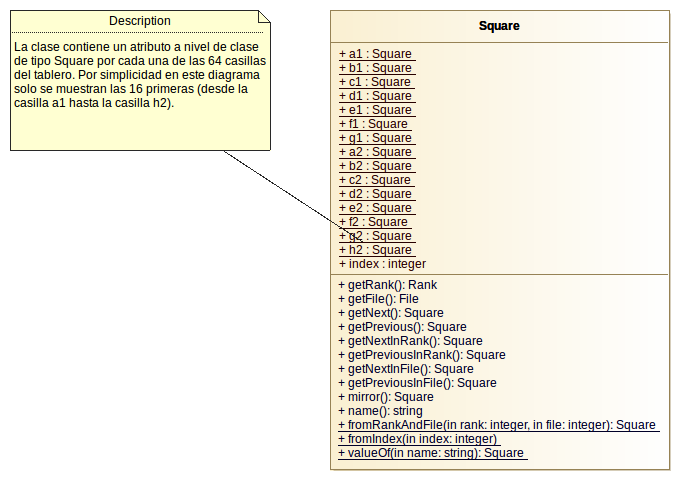 Description
La clase contiene un atributo a nivel de clase
de tipo Square por cada una de las 64 casillas
del tablero. Por simplicidad en este diagrama
solo se muestran las 16 primeras (desde la
casilla a1 hasta la casilla h2).
Square
+ a1 : Square
+ b1 : Square
+ c1 : Square
+ d1 : Square
+ e1 : Square
+ f1 : Square
+ g1 : Square
+ a2 : Square
+ b2 : Square
+ c2 : Square
+ d2 : Square
+ e2 : Square
+ f2 : Square
+ g2 : Square
+ h2 : Square
+ index : integer
+ getRank(): Rank
+ getFile(): File
+ getNext(): Square
+ getPrevious(): Square
+ getNextInRank(): Square
+ getPreviousInRank(): Square
+ getNextInFile(): Square
+ getPreviousInFile(): Square
+ mirror(): Square
+ name(): string
+ fromRankAndFile(in rank: integer, in file: integer): Square
+ fromIndex(in index: integer)
+ valueOf(in name: string): Square